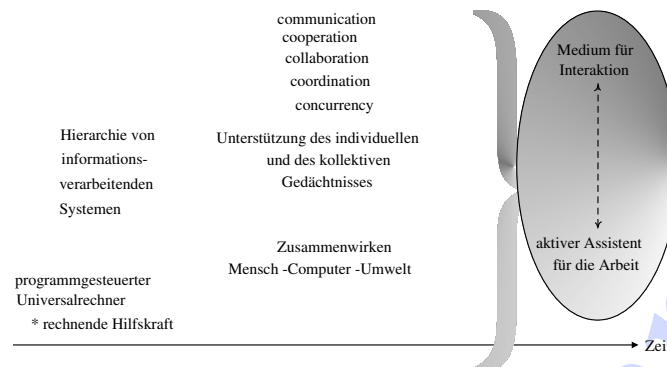 communication
cooperation
collaboration
coordination
concurrency
Medium für
Interaktion
Hierarchie von
informations-
verarbeitenden
Systemen
Unterstützung des individuellen
und des kollektiven
Gedächtnisses
Zusammenwirken
Mensch -Computer -Umwelt
aktiver Assistent
für die Arbeit
programmgesteuerter
Universalrechner
* rechnende Hilfskraft
Zei